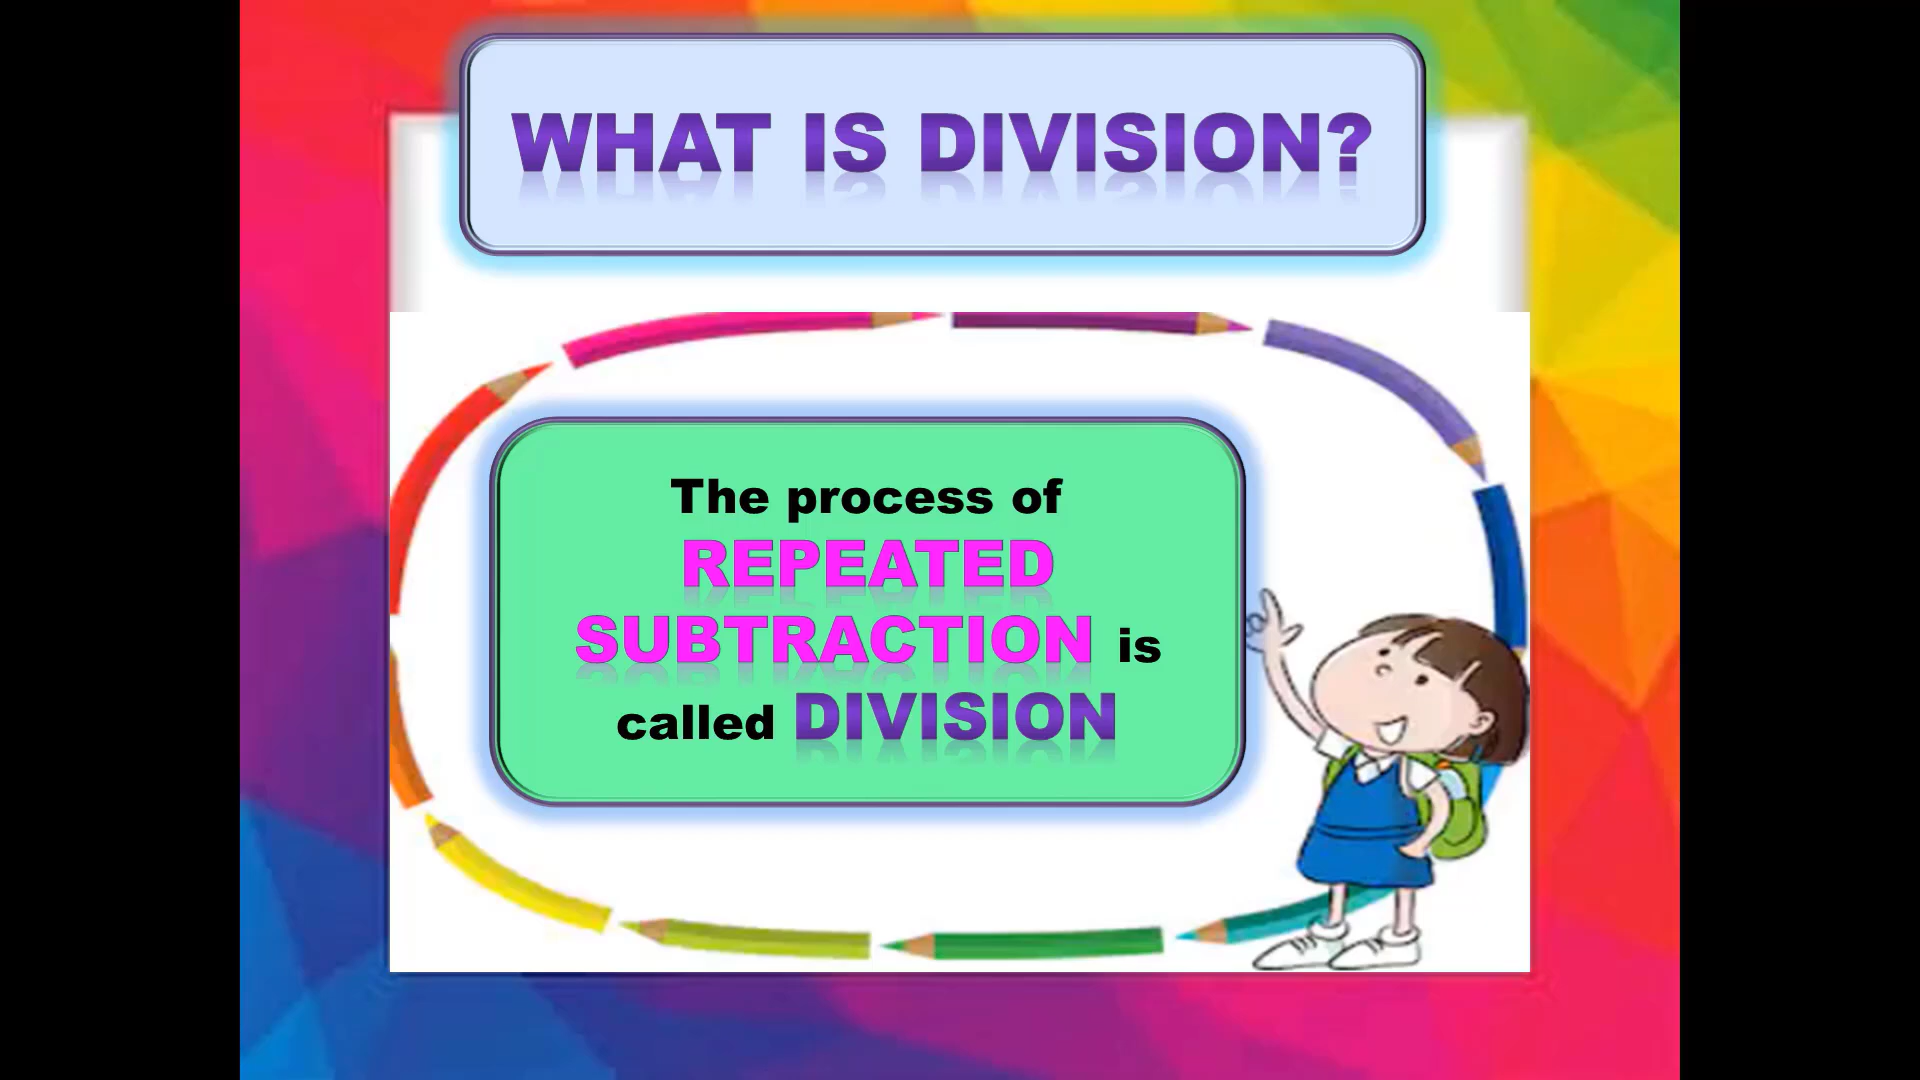 WHAT IS DIVISION?
The process of
REPEATED
SUBTRACTION is
called DIVISION